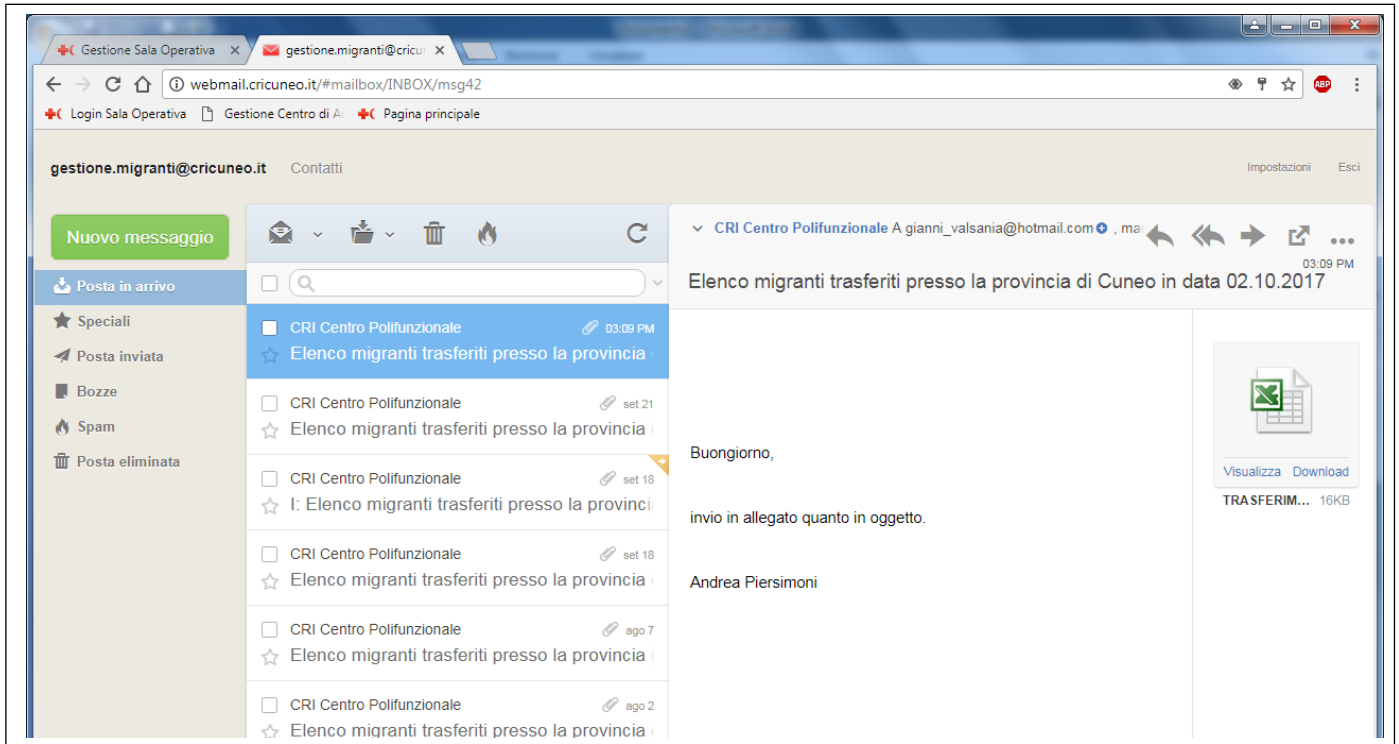 Gestione Sala Operativa
gestione.migranti@cricun
webmail.cricuneo.it/#mailbox/INBOX/msg42
ABP
Login Sala Operativa Gestione Centro di Ac Pagina principale
gestione.migranti@cricuneo.it Contatti
Impostazioni Esci
Nuovo messaggio
Posta in arrivo
Speciali
Posta inviata
Bozze
Spam
Posta eliminata
CRI Centro Polifunzionale 03:09 PM
Elenco migranti trasferiti presso la provincia
CRI Centro Polifunzionale set 21
Elenco migranti trasferiti presso la provincia
CRI Centro Polifunzionale set 18
I: Elenco migranti trasferiti presso la provinci
CRI Centro Polifunzionale set 18
Elenco migranti trasferiti presso la provincia
CRI Centro Polifunzionale ago 7
Elenco migranti trasferiti presso la provincia
CRI Centro Polifunzionale ago 2
Elenco migranti trasferiti presso la provincia
CRI Centro Polifunzionale A gianni_valsania@hotmail.com , ma
03:09 PM
Elenco migranti trasferiti presso la provincia di Cuneo in data 02.10.2017
Buongiorno,
invio in allegato quanto in oggetto.
Andrea Piersimoni
Visualizza Download
TRASFERIM... 16KB